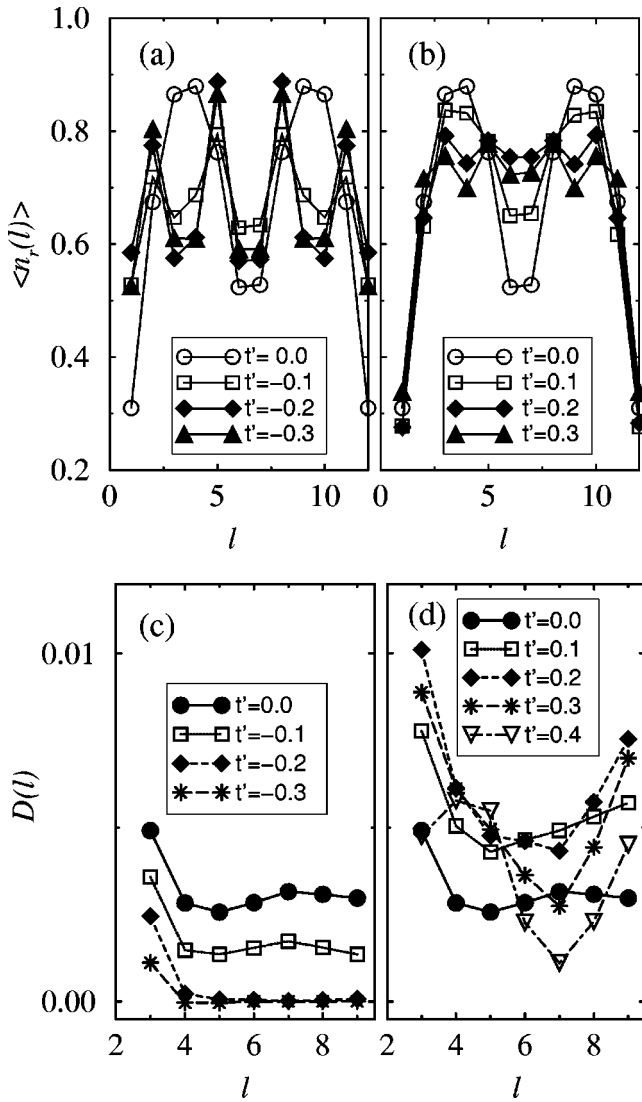 1.0
(a)
(b)
0.8
<n_r(l)>
0.6
t'= 0.0
t'=−0.1
t'=−0.2
t'=−0.3
t'=0.0
t'=0.1
t'=0.2
t'=0.3
0.4
0.2
0 5 10 0 5 10
l l
(c)
(d)
0.01
t'=0.0
t'=−0.1
t'=−0.2
t'=−0.3
t'=0.0
t'=0.1
t'=0.2
t'=0.3
t'=0.4
D(l)
0.00
2 4 6 8 2 4 6 8
l l